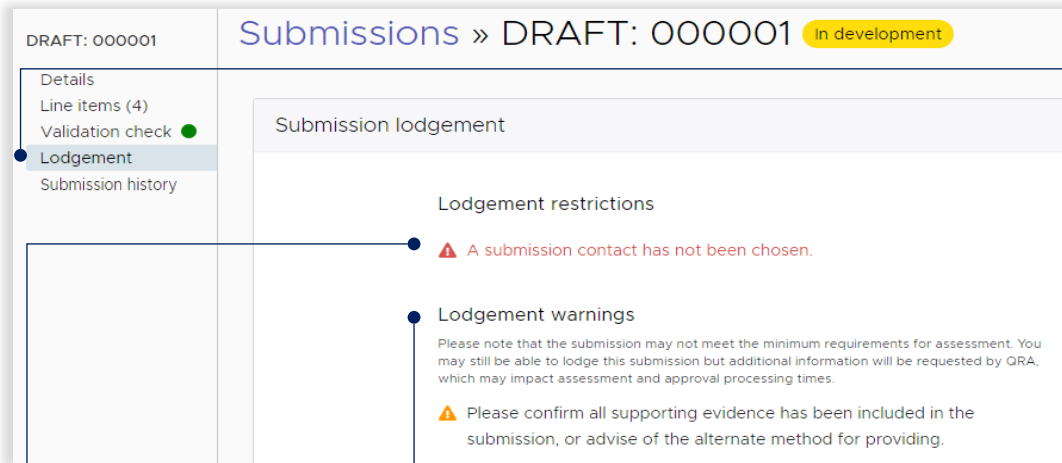 DRAFT: 000001
Submissions » DRAFT: 000001 In development
Details
Line items (4)
Validation check
Lodgement
Submission history
Submission lodgement
Lodgement restrictions
A submission contact has not been chosen.
Lodgement warnings
Please note that the submission may not meet the minimum requirements for assessment. You
may still be able to lodge this submission but additional information will be requested by QRA,
which may impact assessment and approval processing times.
Please confirm all supporting evidence has been included in the
submission, or advise of the alternate method for providing.